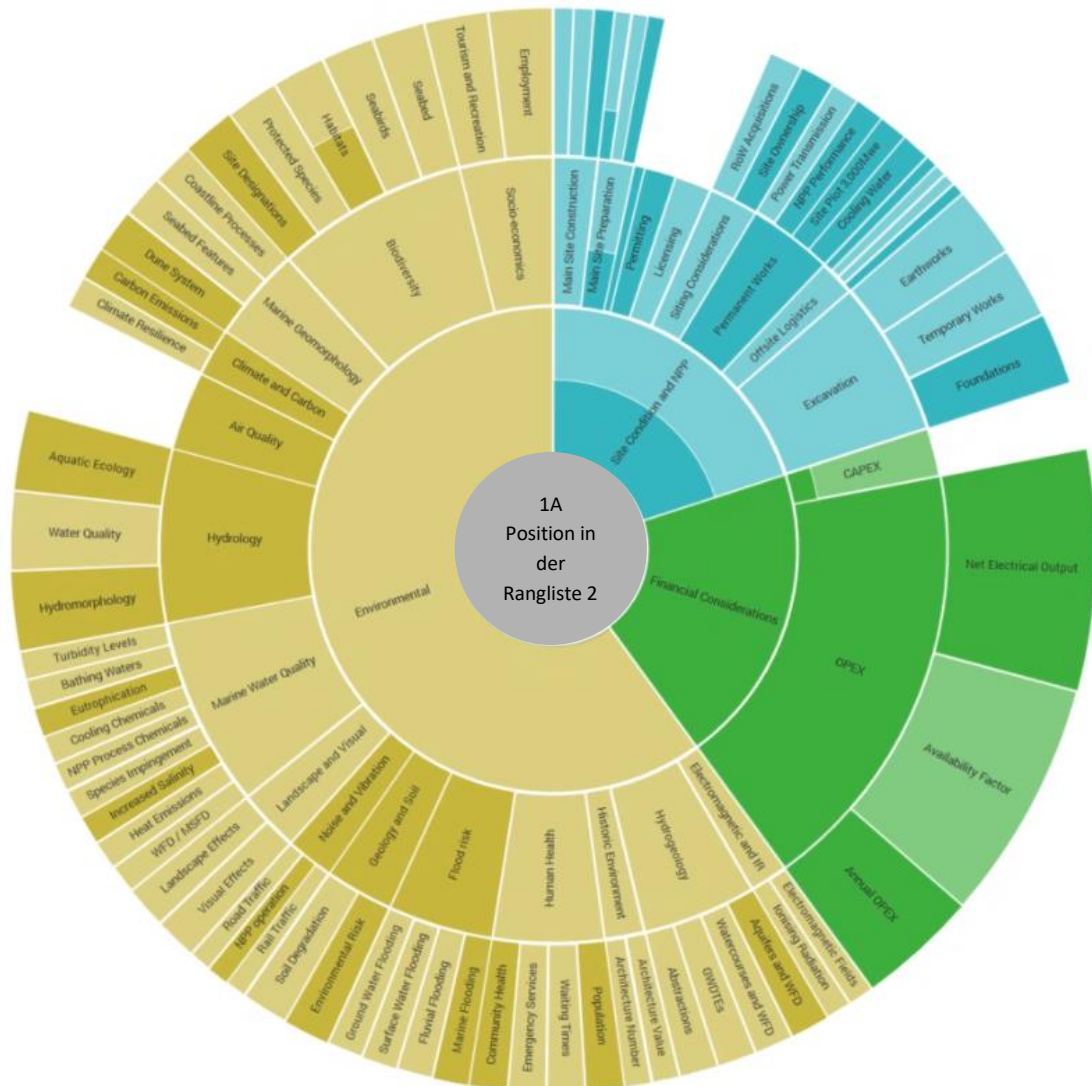 1A
Position in
der
Rangliste 2
Environmental
Site Condition and NPP
Financial Considerations
Main Site Construction
Main Site Preparation
Permitting
Licensing
Siting Considerations
Permanent Works
Offsite Logistics
Excavation
CAPEX
OPEX
Electromagnetic and IR
Hydrogeology
Historic Environment
Human Health
Flood risk
Geology and Soil
Noise and Vibration
Landscape and Visual
Marine Water Quality
Hydrology
Air Quality
Climate and Carbon
Marine Geomorphology
Biodiversity
Socio-economics
RoW Acquisitions
Site Ownership
Power Transmission
NPP Performance
Site Plot 3,000Mwe
Cooling Water
Earthworks
Temporary Works
Foundations
Net Electrical Output
Availability Factor
Annual OPEX
Electromagnetic Fields
Ionising Radiation
Aquifers and WFD
Watercourses and WFD
GWDTEs
Abstractions
Architecture Value
Architecture Number
Population
Waiting Times
Emergency Services
Community Health
Marine Flooding
Fluvial Flooding
Surface Water Flooding
Ground Water Flooding
Environmental Risk
Soil Degradation
Rail Traffic
NPP operation
Road Traffic
Visual Effects
Landscape Effects
WFD / MSFD
Heat Emissions
Increased Salinity
Species Impingement
NPP Process Chemicals
Cooling Chemicals
Eutrophication
Bathing Waters
Turbidity Levels
Hydromorphology
Water Quality
Aquatic Ecology
Climate Resilience
Carbon Emissions
Dune System
Seabed Features
Coastline Processes
Site Designations
Protected Species
Habitats
Seabirds
Seabed
Tourism and Recreation
Employment